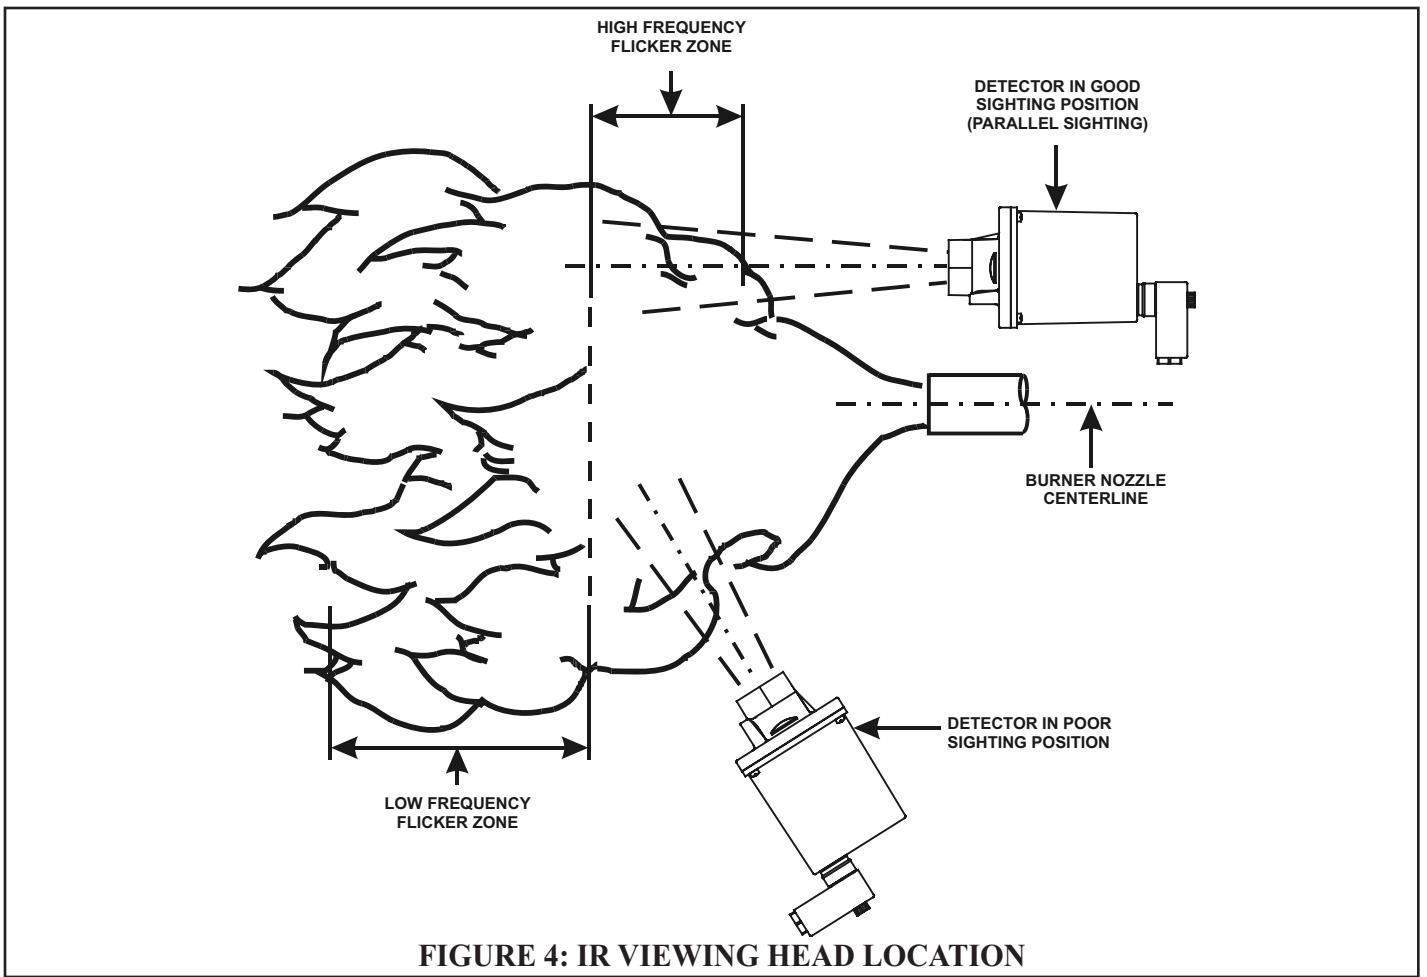 HIGH FREQUENCY
FLICKER ZONE
DETECTOR IN GOOD
SIGHTING POSITION
(PARALLEL SIGHTING)
BURNER NOZZLE
CENTERLINE
DETECTOR IN POOR
SIGHTING POSITION
LOW FREQUENCY
FLICKER ZONE
FIGURE 4: IR VIEWING HEAD LOCATION